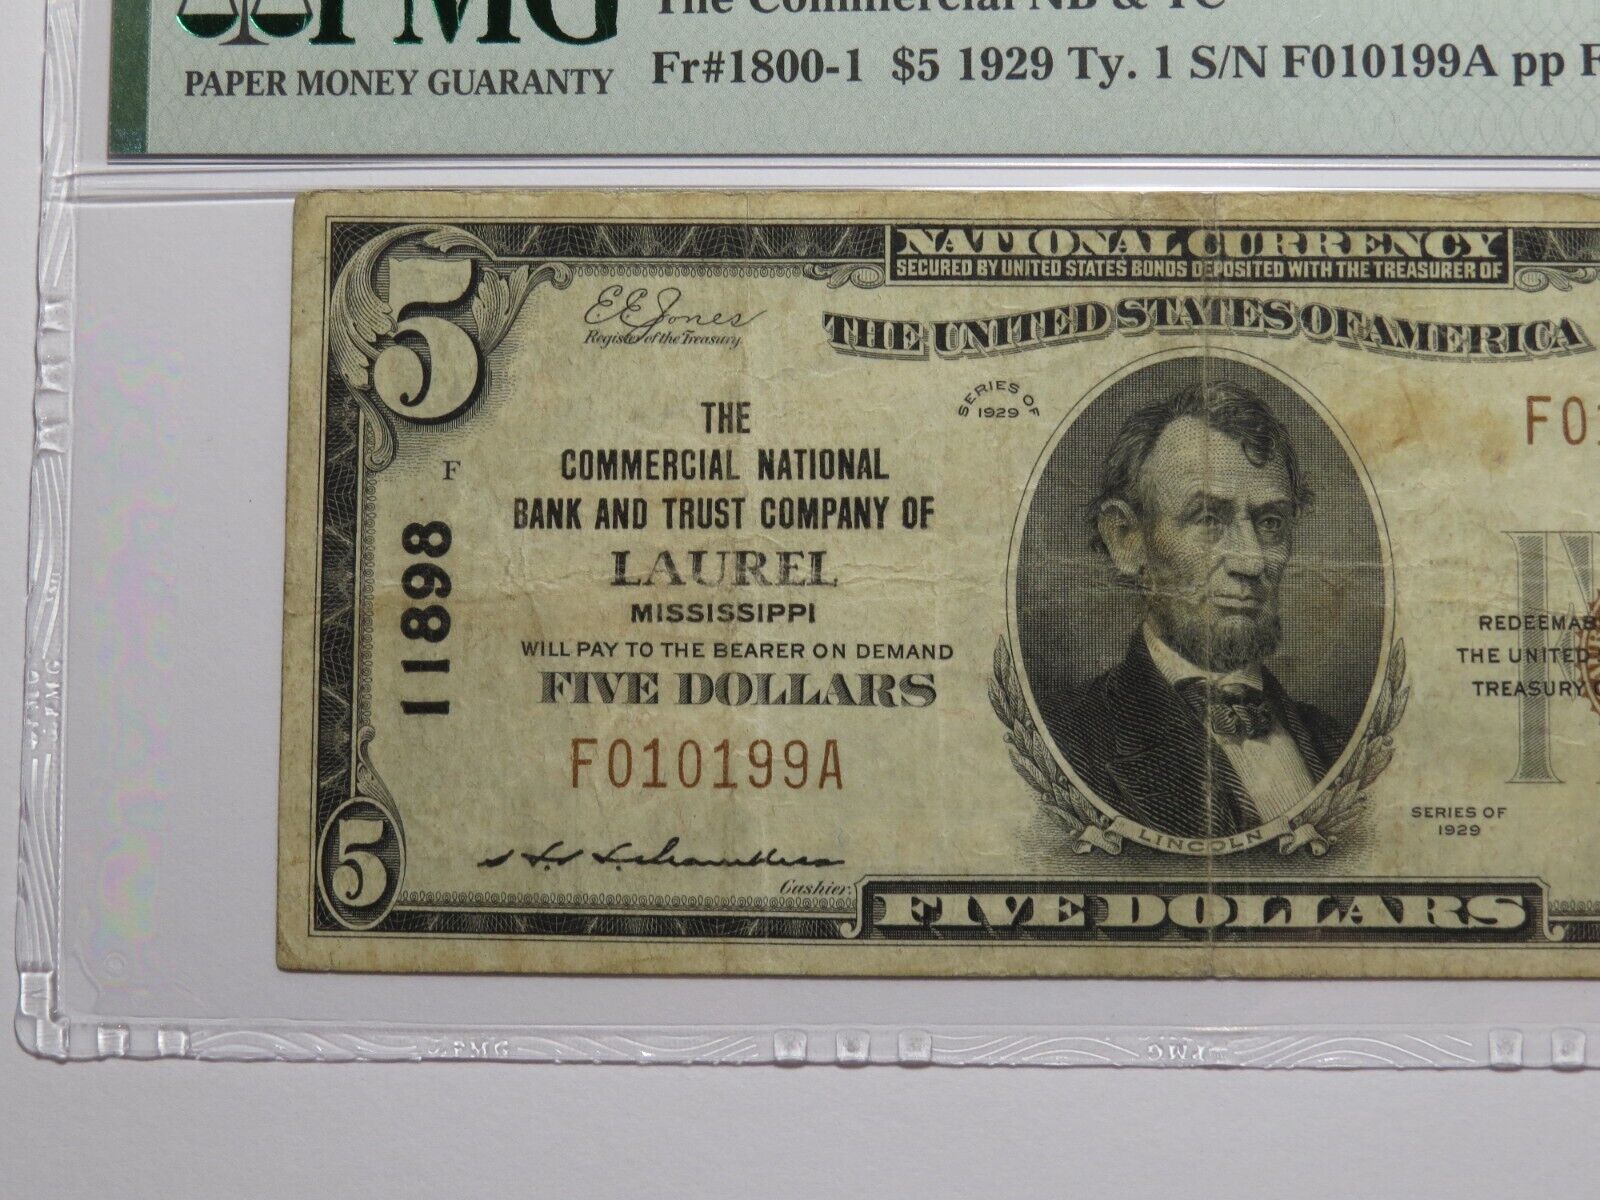 PMG
The Commercial NB & TC
PAPER MONEY GUARANTY
Fr#1800-1 $5 1929 Ty. 1 S/N F010199A pp F
NATIONAL CURRENCY
SECURED BY UNITED STATES BONDS DEPOSITED WITH THE TREASURER OF
THE UNITED STATES OF AMERICA
5
E E Jones
Register of the Treasury
SERIES OF
1929
THE
F01
F
COMMERCIAL NATIONAL
BANK AND TRUST COMPANY OF
11898
LAUREL
MISSISSIPPI
WILL PAY TO THE BEARER ON DEMAND
FIVE DOLLARS
REDEEMAB
THE UNITED
TREASURY
F010199A
SERIES OF
1929
LINCOLN
5
Cashier.
FIVE DOLLARS
PMG
PMG
PMG